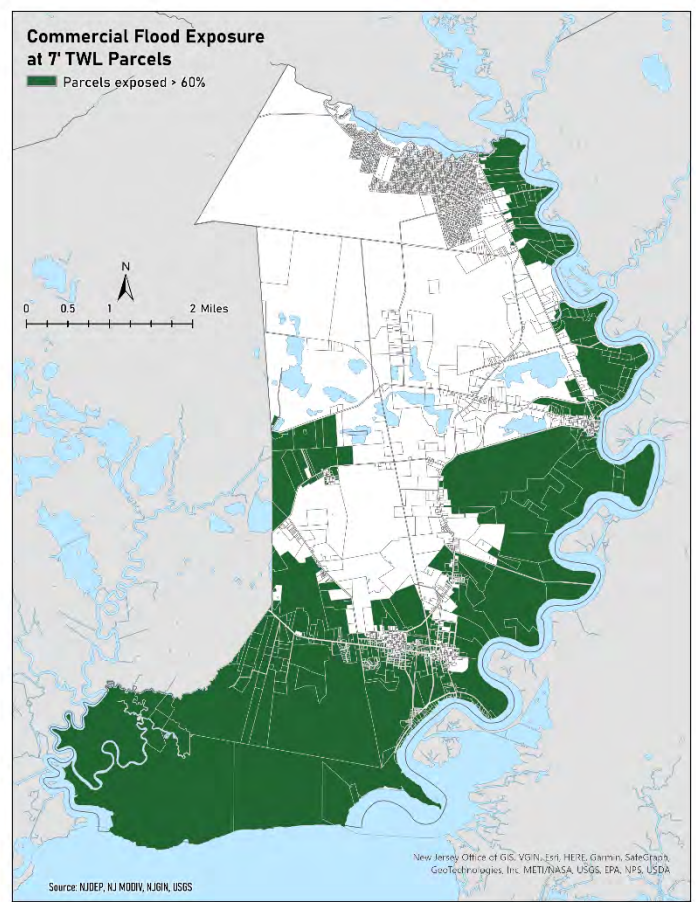 Commercial Flood Exposure
at 7' TWL Parcels
Parcels exposed > 60%
N
0 0.5 1 2 Miles
New Jersey Office of GIS, VGIN, Esri, HERE, Garmin, SafeGraph,
GeoTechnologies, Inc, METI/NASA, USGS, EPA, NPS, USDA
Source: NJDEP, NJ MODIV, NJGIN, USGS